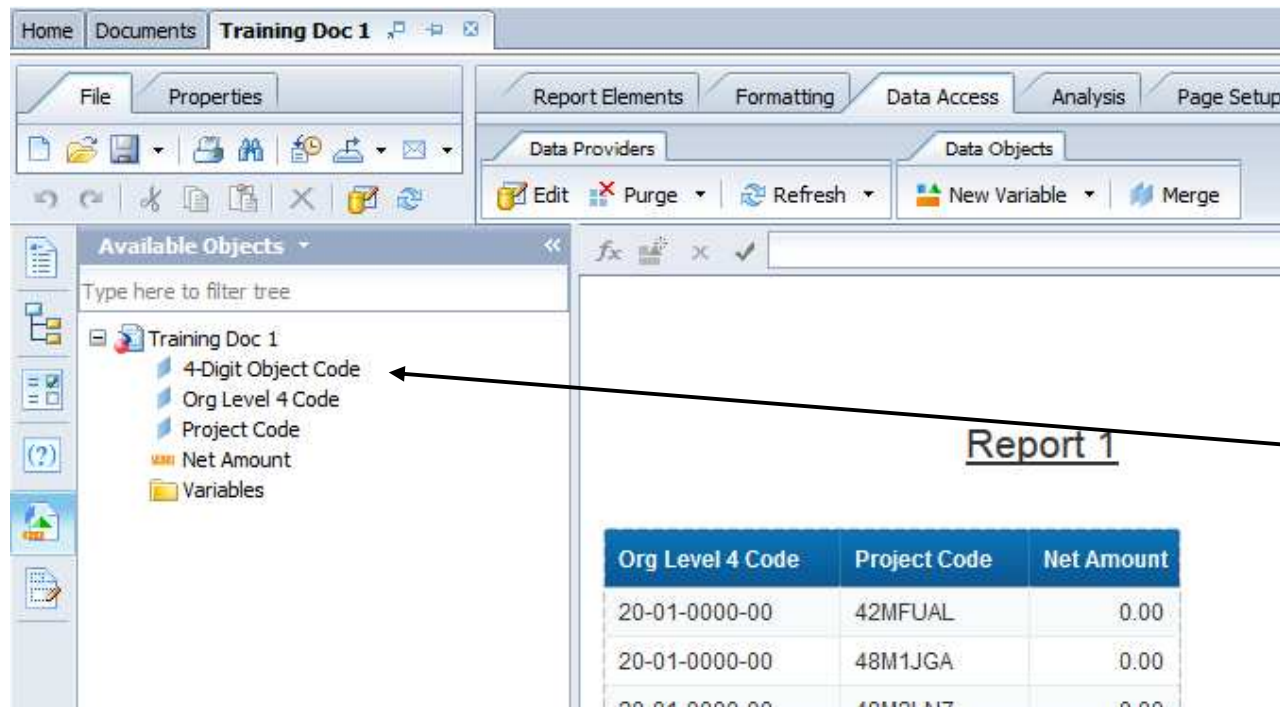 Home Documents Training Doc 1
File Properties Report Elements Formatting Data Access Analysis Page Setup
Data Providers Data Objects
Edit Purge Refresh New Variable Merge
Available Objects «
fx
Type here to filter tree
Training Doc 1
4-Digit Object Code
Org Level 4 Code
Project Code
Net Amount
Variables
Report 1
Org Level 4 Code Project Code Net Amount
20-01-0000-00 42MFUAL 0.00
20-01-0000-00 48M1JGA 0.00